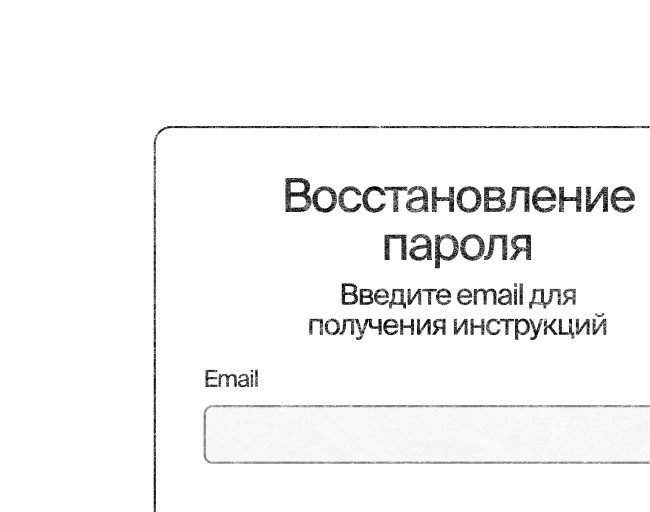 Восстановление
пароля
Введите email для
получения инструкций
Email